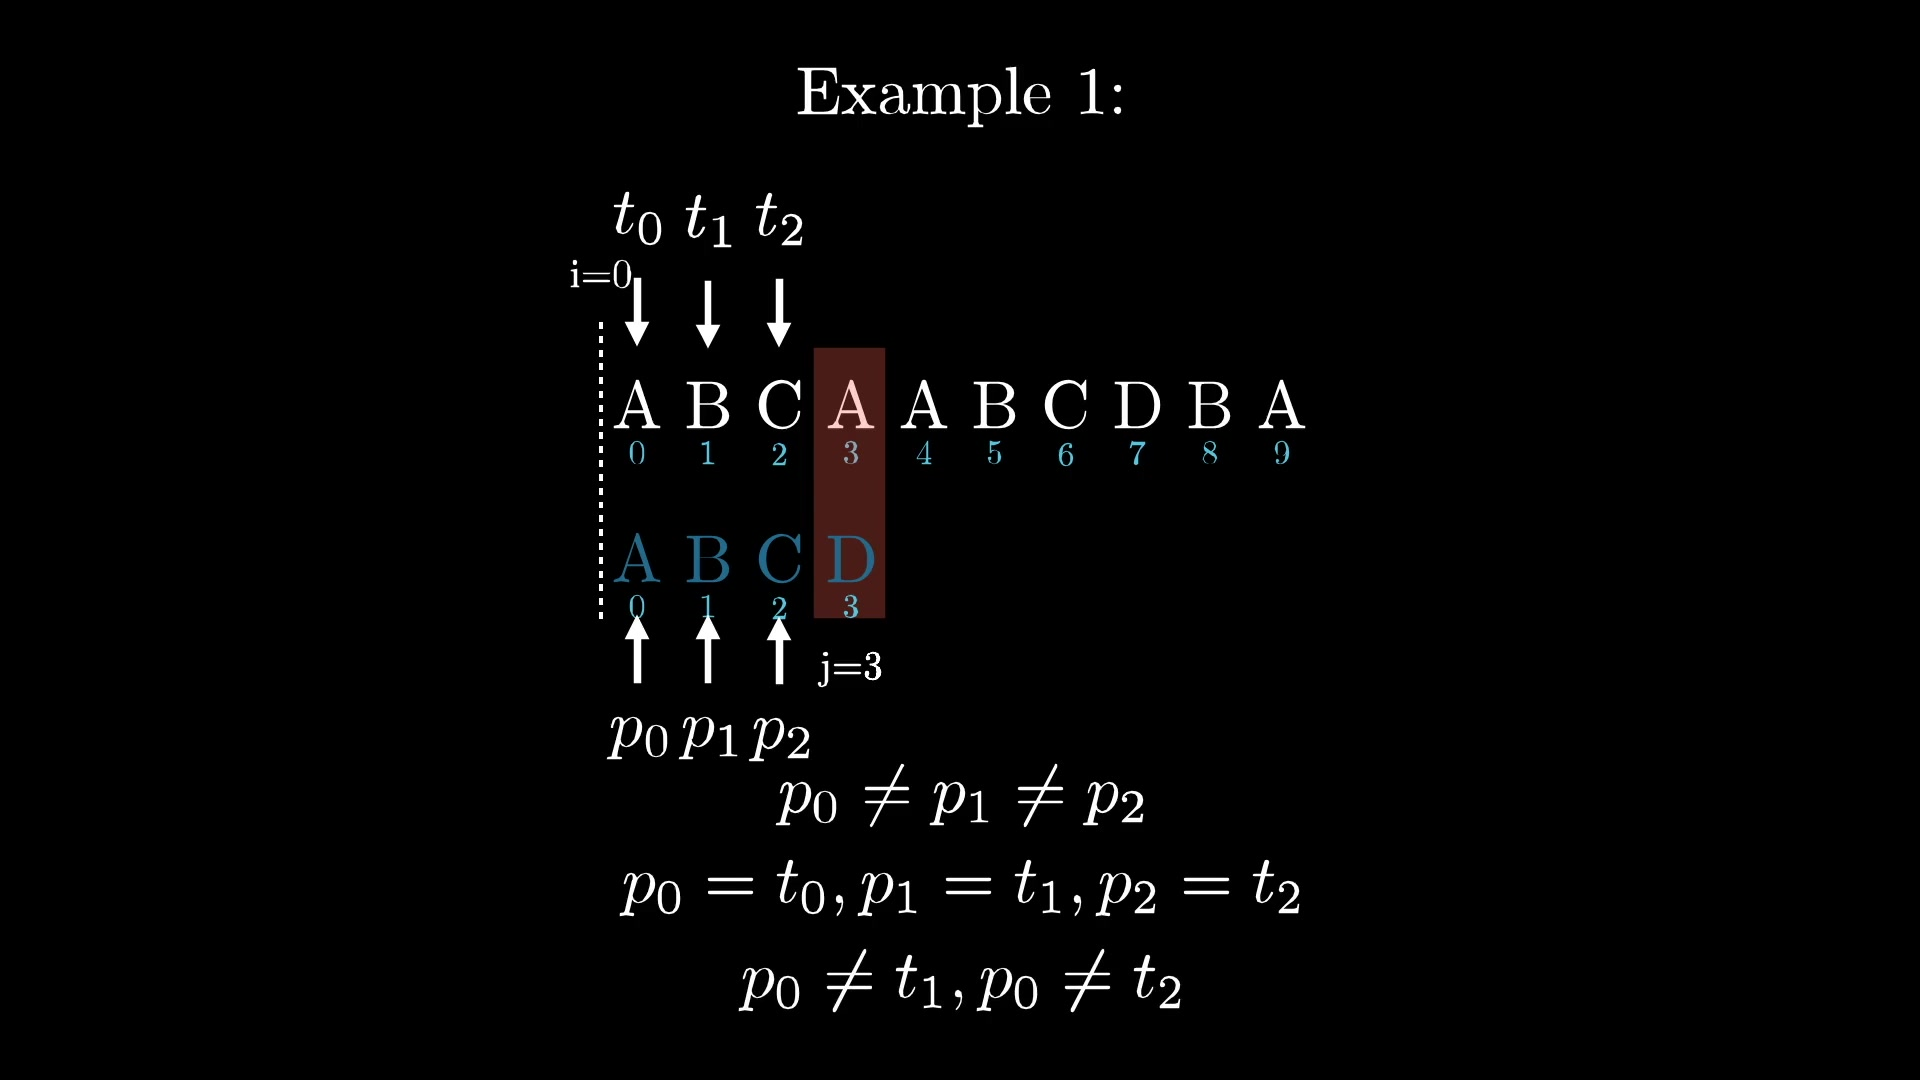 Example 1:
t₀ t₁ t₂
i=0
A B C A A B C D B A
0 1 2 3 4 5 6 7 8 9
A B C D
0 1 2 3
j=3
p₀ p₁ p₂
p₀ ≠ p₁ ≠ p₂
p₀ = t₀, p₁ = t₁, p₂ = t₂
p₀ ≠ t₁, p₀ ≠ t₂